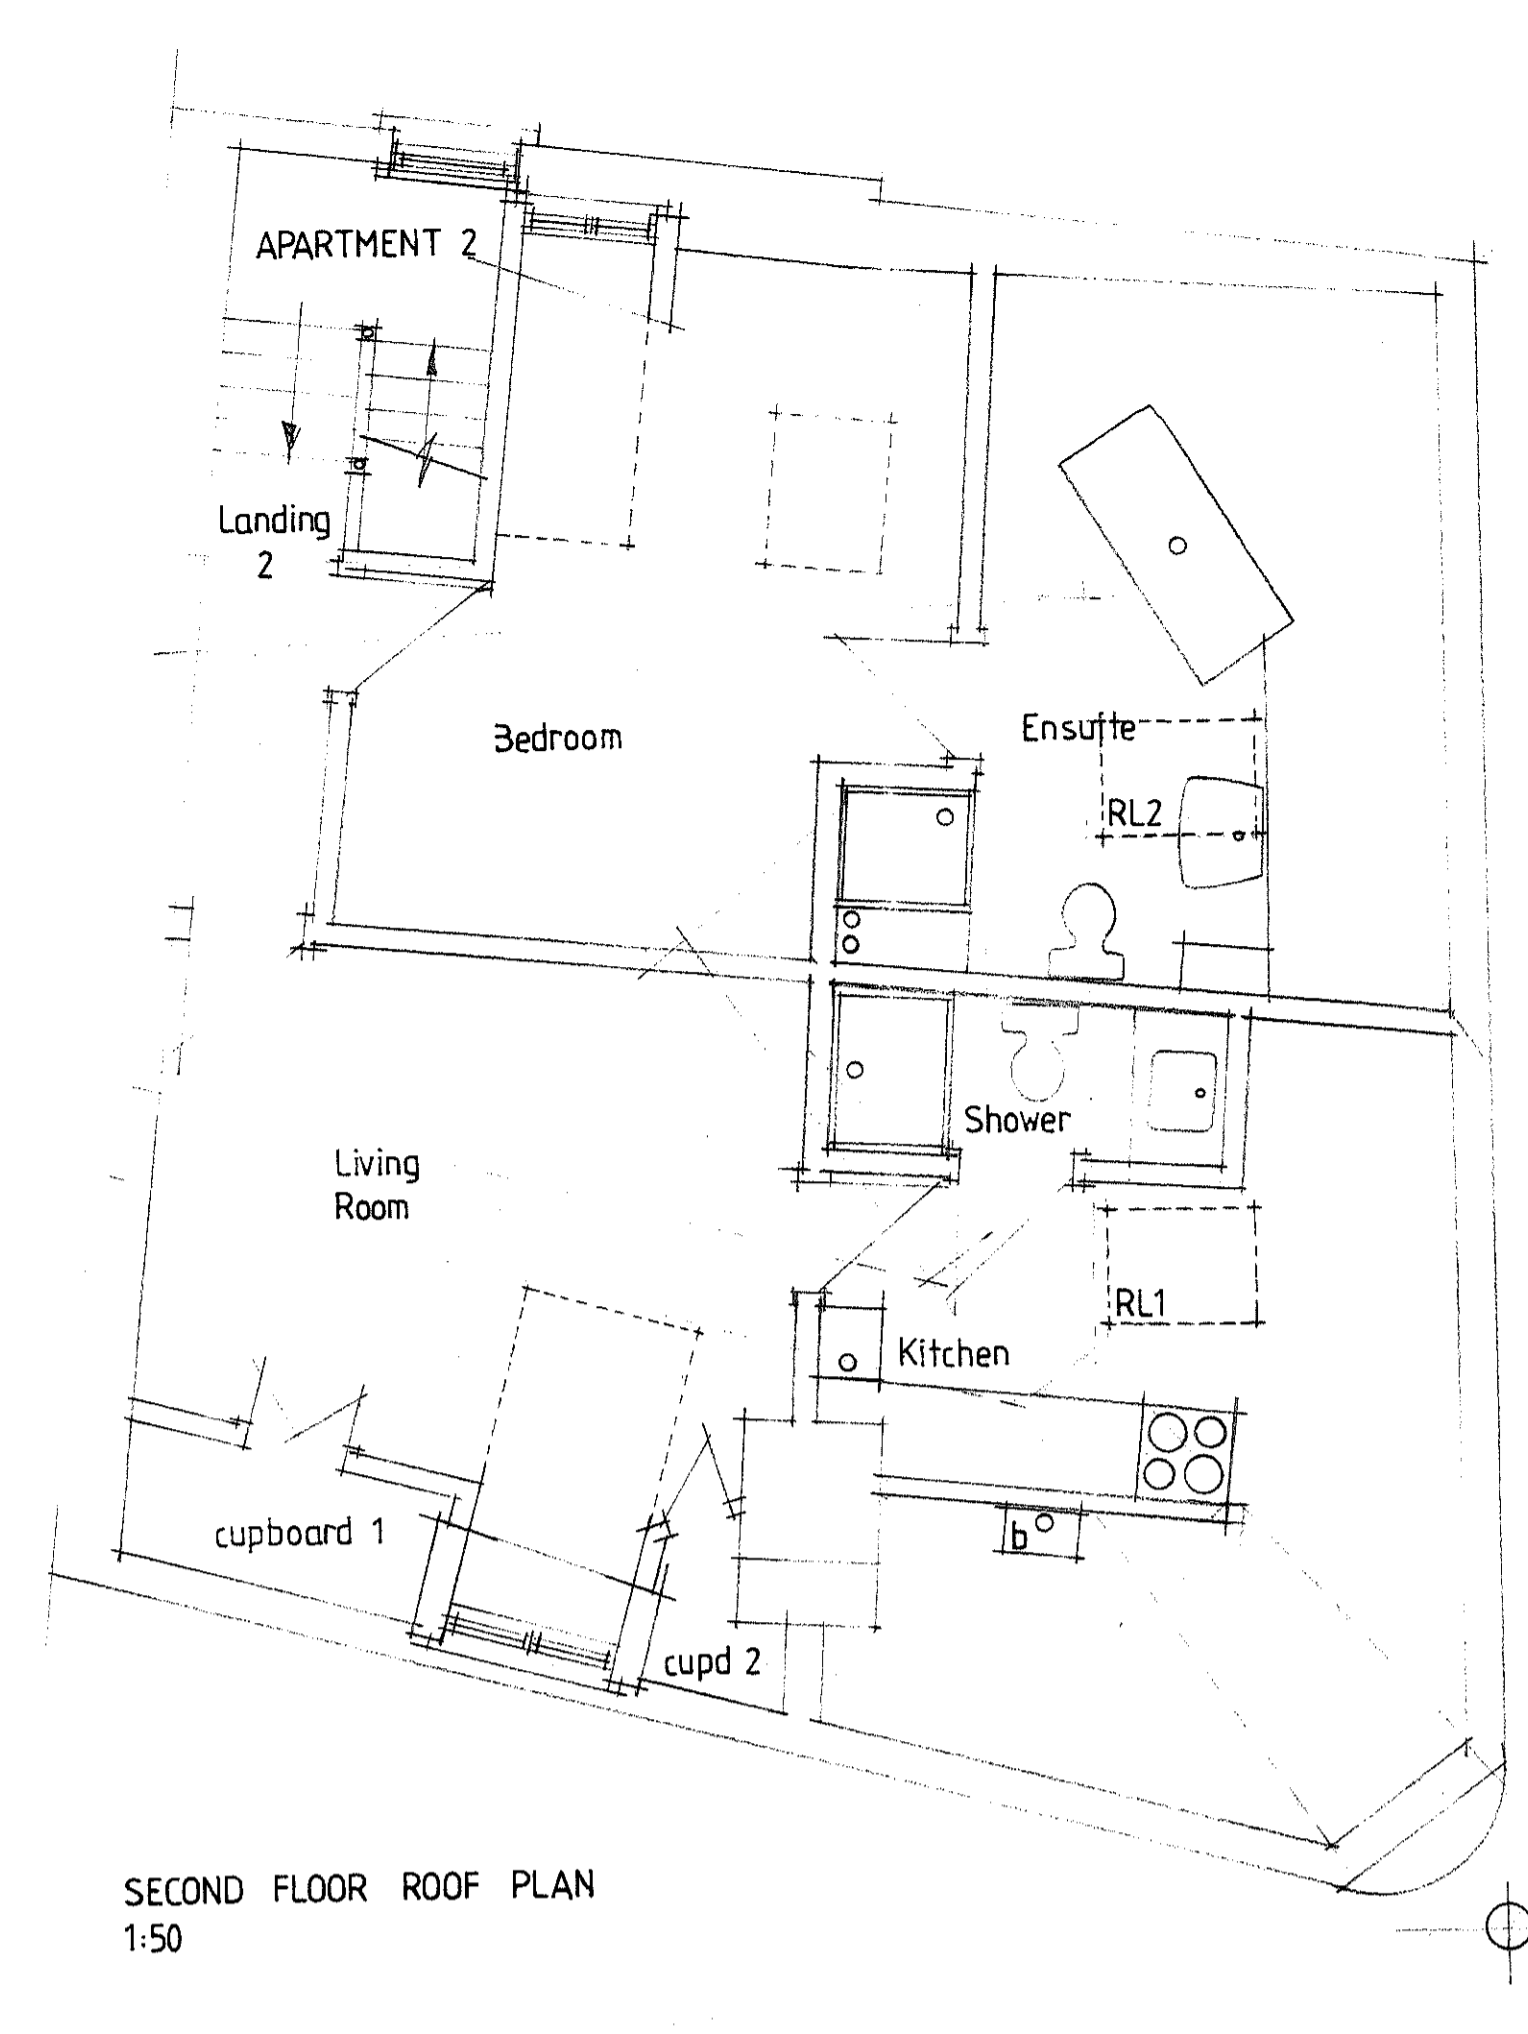 APARTMENT 2
Landing
2
Bedroom
Ensuite
RL2
Shower
Living
Room
RL1
Kitchen
cupboard 1
b
cupd 2
SECOND FLOOR ROOF PLAN
1:50